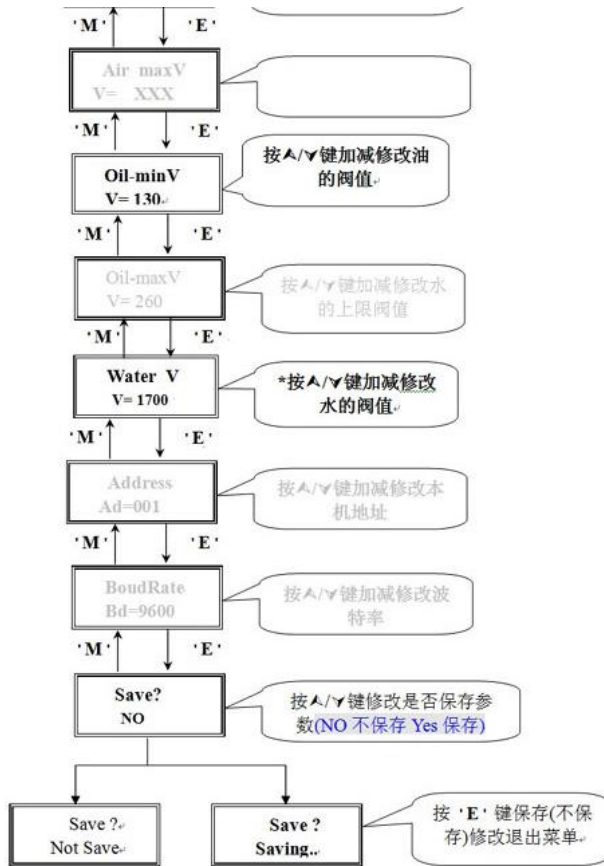 'M' 'E'
Air maxV
V= XXX
'M' 'E'
Oil-minV
V= 130
按⮝/⮟键加减修改油
的阀值
'M' 'E'
Oil-maxV
V= 260
按⮝/⮟键加减修改水
的上限阀值
'M' 'E'
Water V
V= 1700
*按⮝/⮟键加减修改
水的阀值
'M' 'E'
Address
Ad=001
按⮝/⮟键加减修改本
机地址
'M' 'E'
BoudRate
Bd=9600
按⮝/⮟键加减修改波
特率
'M' 'E'
Save?
NO
按⮝/⮟键修改是否保存参
数(NO 不保存 Yes 保存)
Save ?
Not Save
Save ?
Saving..
按 'E' 键保存(不保
存)修改退出菜单